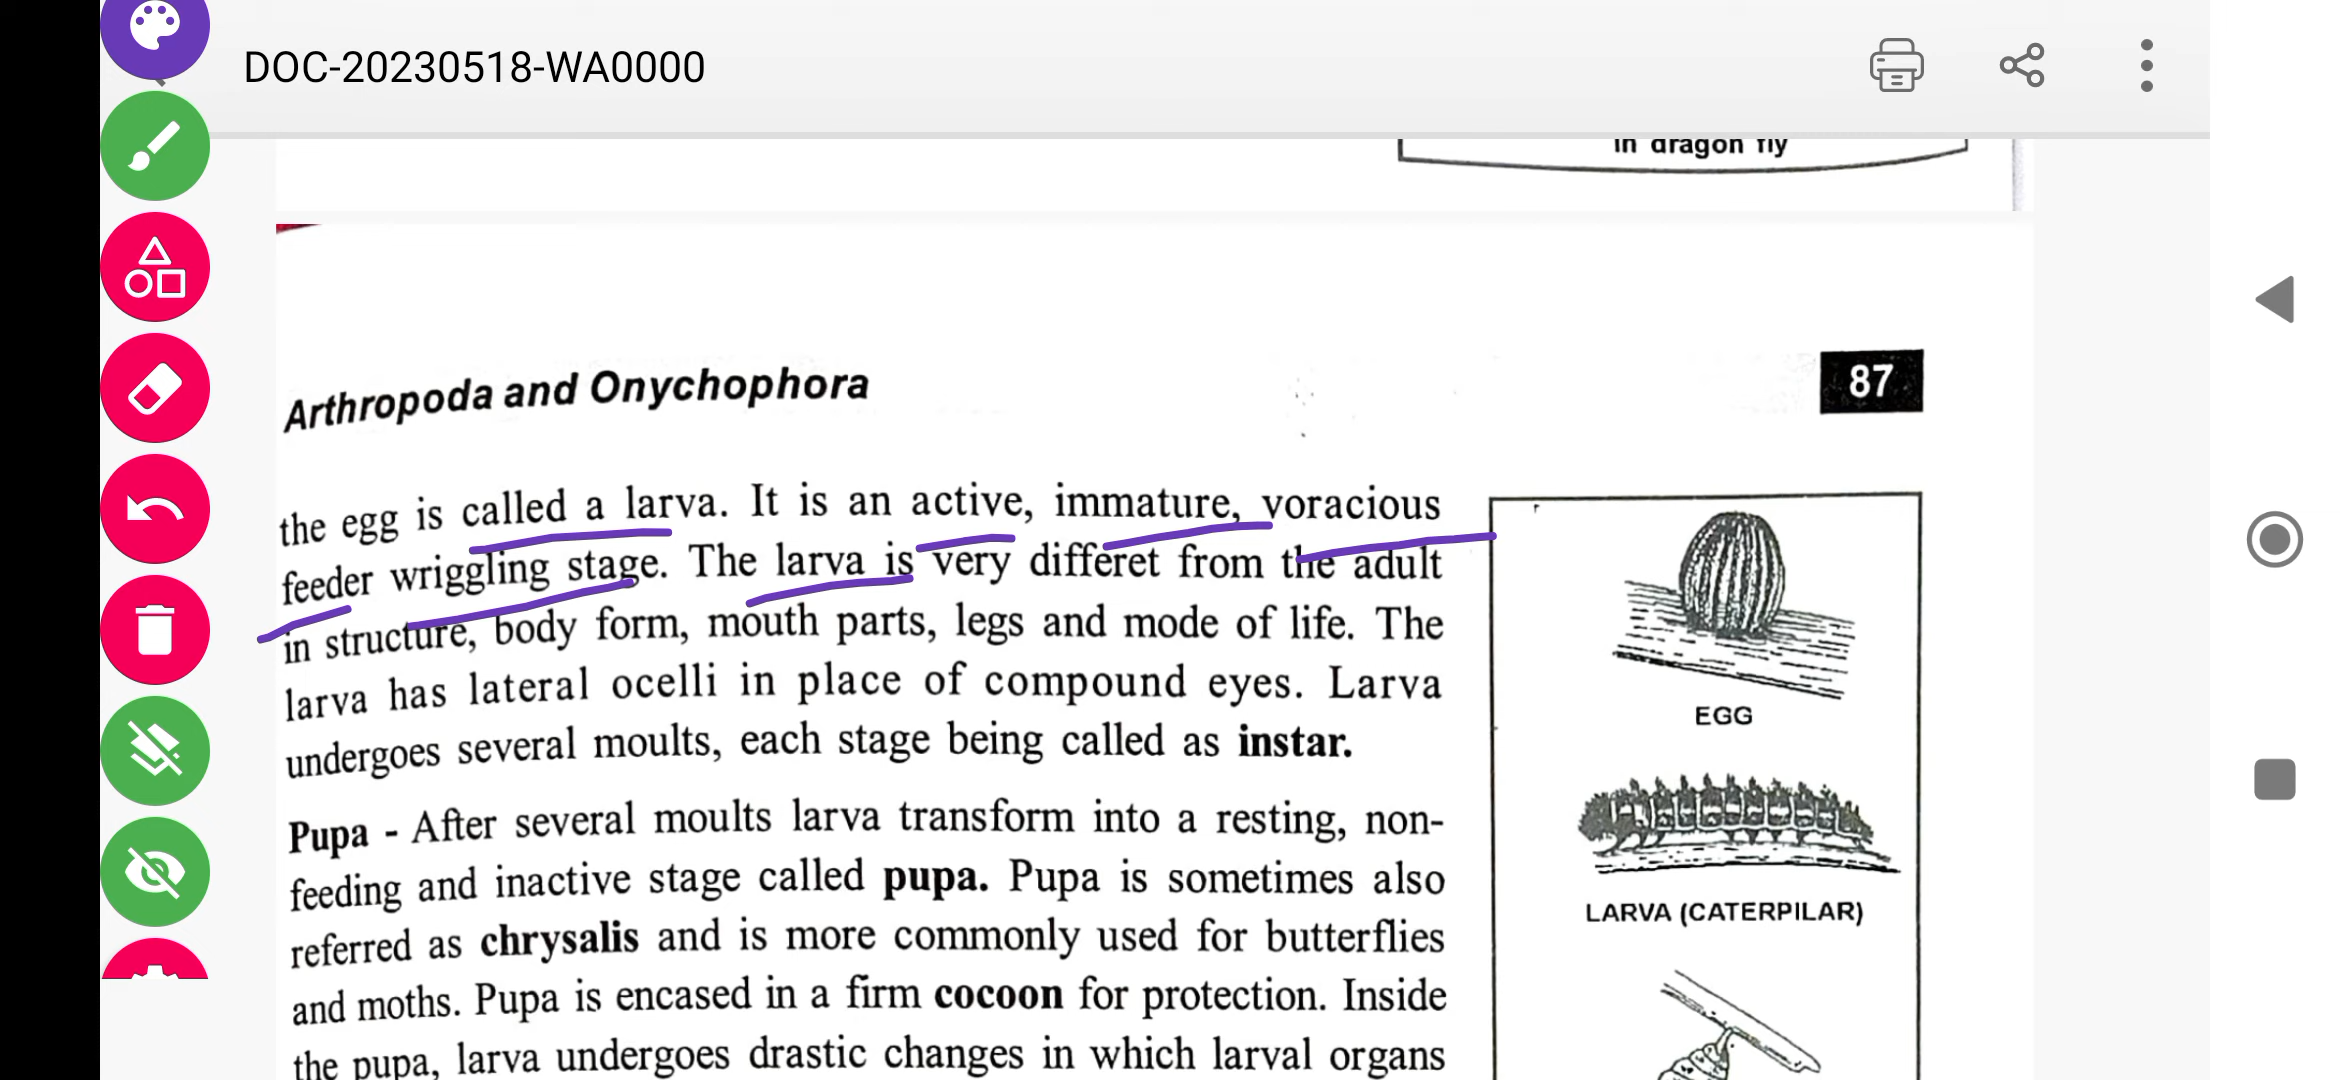 DOC-20230518-WA0000
in dragon fly
Arthropoda and Onychophora
87
the egg is called a larva. It is an active, immature, voracious
feeder wriggling stage. The larva is very differet from the adult
in structure, body form, mouth parts, legs and mode of life. The
larva has lateral ocelli in place of compound eyes. Larva
undergoes several moults, each stage being called as instar.
Pupa - After several moults larva transform into a resting, non-
feeding and inactive stage called pupa. Pupa is sometimes also
referred as chrysalis and is more commonly used for butterflies
and moths. Pupa is encased in a firm cocoon for protection. Inside
the pupa, larva undergoes drastic changes in which larval organs
EGG
LARVA (CATERPILAR)